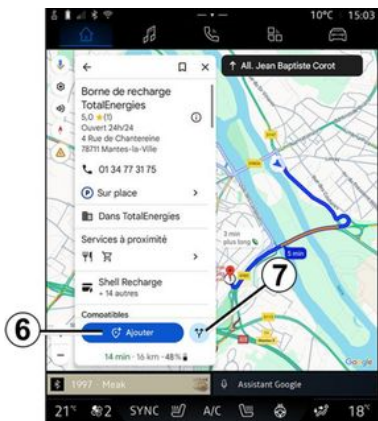 10°C 15:03
↑ All. Jean Baptiste Corot
Borne de recharge
TotalEnergies
5,0 ★(1)
Ouvert 24h/24
4 Rue de Chantereine
78711 Mantes-la-Ville
01 34 77 31 75
P Sur place >
Dans TotalEnergies
Services à proximité
Shell Recharge
+ 14 autres
Compatibles
Ajouter
14 min · 16 km · 48%
3 min
plus long
5 min
Google
6
7
1997 Meak
Assistant Google
21° 2 SYNC A/C 18°